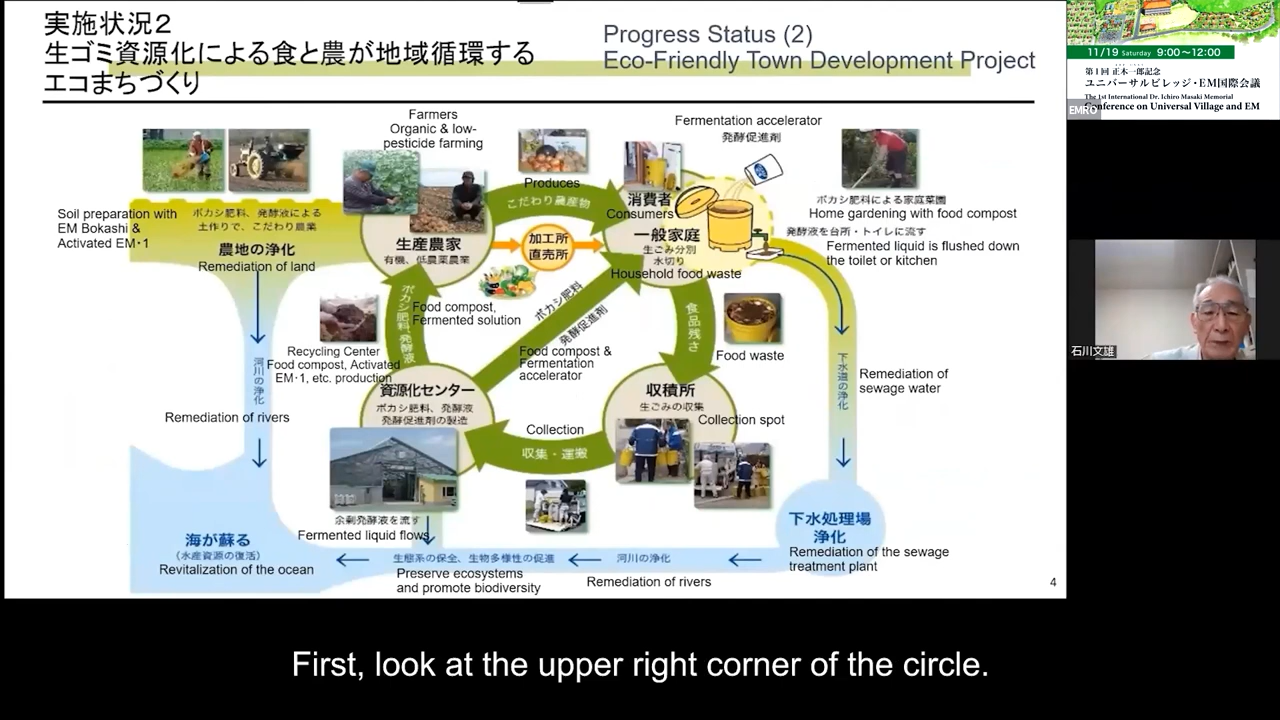 実施状況2
生ゴミ資源化による食と農が地域循環する
エコまちづくり
Progress Status (2)
Eco-Friendly Town Development Project
11/19 Saturday 9:00~12:00
第1回 正木一郎記念
ユニバーサルビレッジ・EM国際会議
The 1st International Dr. Ichiro Masaki Memorial
Conference on Universal Village and EM
EMRO
Farmers
Organic & low-
pesticide farming
Fermentation accelerator
発酵促進剤
Produces
こだわり農産物
消費者
Consumers
一般家庭
生ごみ分別
水切り
Household food waste
ボカシ肥料による家庭菜園
Home gardening with food compost
発酵液を台所・トイレに流す
Fermented liquid is flushed down
the toilet or kitchen
Soil preparation with
EM Bokashi &
Activated EM・1
ボカシ肥料、発酵液による
土作りで、こだわり農業
農地の浄化
Remediation of land
生産農家
有機、低農薬農業
加工所
直売所
ボカシ肥料発酵液
Food compost,
Fermented solution
ボカシ肥料
発酵促進剤
Food compost &
Fermentation
accelerator
食品残さ
Food waste
Recycling Center
Food compost, Activated
EM・1, etc. production
資源化センター
ボカシ肥料、発酵液
発酵促進剤の製造
収積所
生ごみの収集
Collection spot
Collection
収集・運搬
河川の浄化
Remediation of rivers
下水道の浄化
Remediation of
sewage water
余剰発酵液を流す
Fermented liquid flows
海が蘇る
(水産資源の復活)
Revitalization of the ocean
生態系の保全、生物多様性の促進
Preserve ecosystems
and promote biodiversity
河川の浄化
Remediation of rivers
下水処理場
浄化
Remediation of the sewage
treatment plant
4
石川文雄
First, look at the upper right corner of the circle.